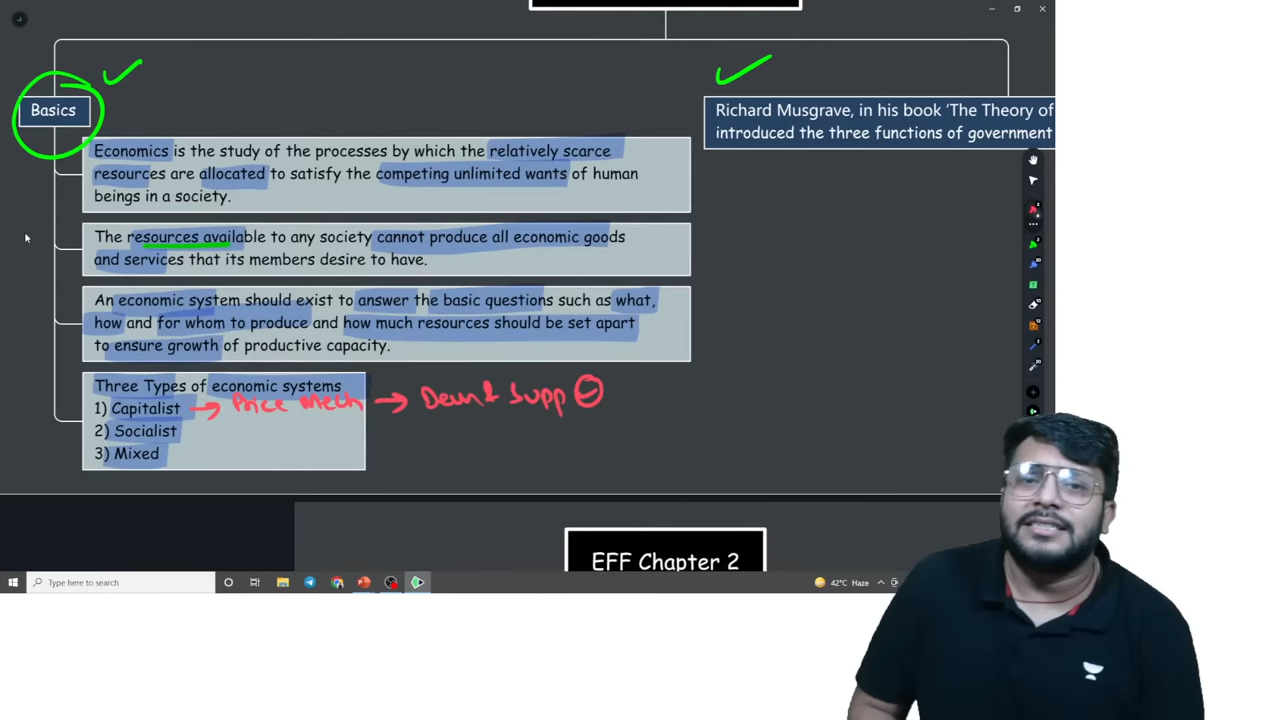 Basics
Economics is the study of the processes by which the relatively scarce
resources are allocated to satisfy the competing unlimited wants of human
beings in a society.
The resources available to any society cannot produce all economic goods
and services that its members desire to have.
An economic system should exist to answer the basic questions such as what,
how and for whom to produce and how much resources should be set apart
to ensure growth of productive capacity.
Three Types of economic systems
1) Capitalist → Price Mech → Dem & Supp
2) Socialist
3) Mixed
Richard Musgrave, in his book ‘The Theory of
introduced the three functions of government
EFF Chapter 2
Type here to search
42°C Haze